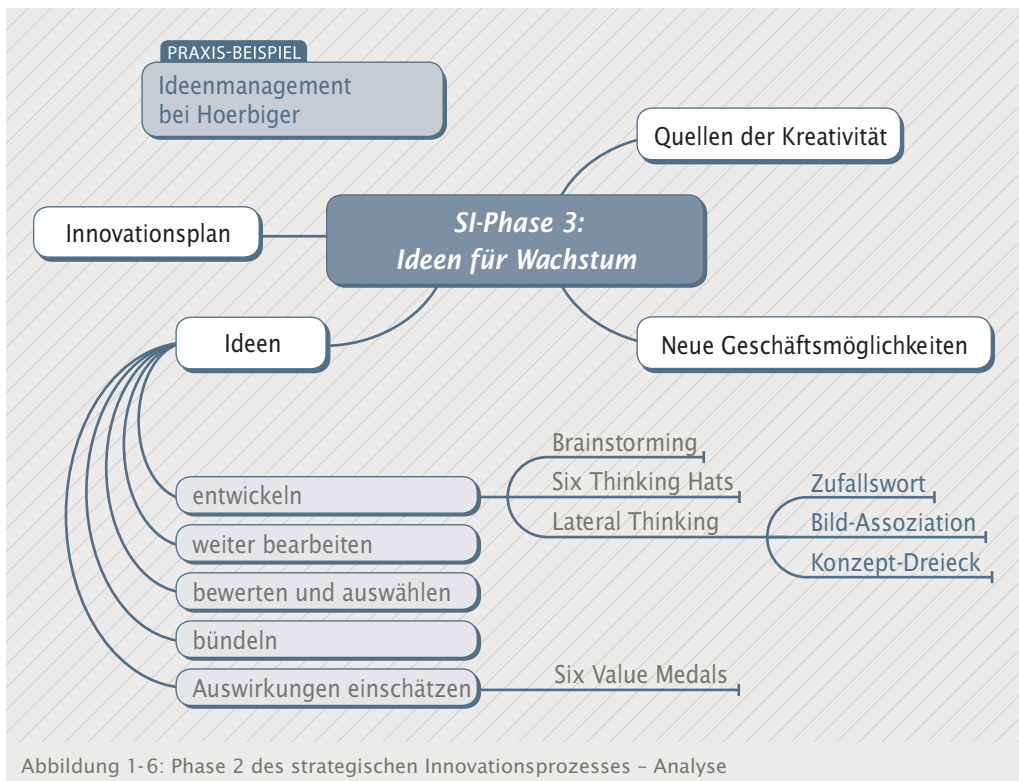 PRAXIS-BEISPIEL
Ideenmanagement
bei Hoerbiger
Quellen der Kreativität
SI-Phase 3:
Ideen für Wachstum
Innovationsplan
Neue Geschäftsmöglichkeiten
Ideen
entwickeln
Brainstorming
Six Thinking Hats
Lateral Thinking
Zufallswort
Bild-Assoziation
Konzept-Dreieck
weiter bearbeiten
bewerten und auswählen
bündeln
Auswirkungen einschätzen
Six Value Medals
Abbildung 1-6: Phase 2 des strategischen Innovationsprozesses – Analyse